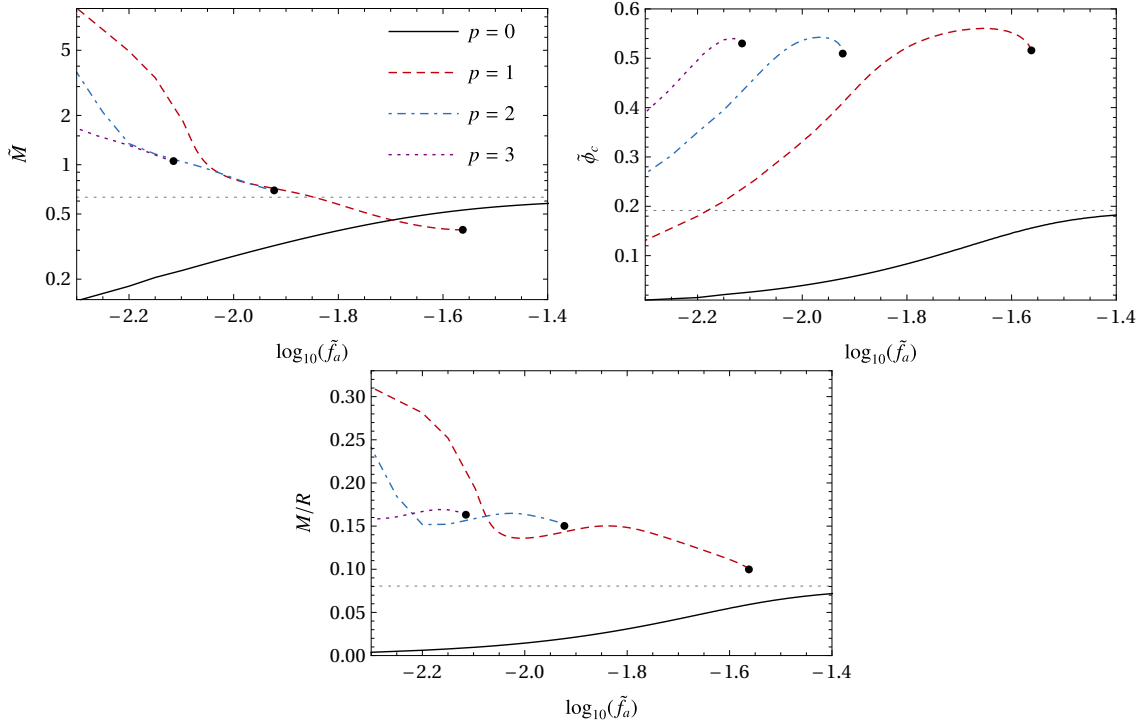 5
2
1
0.5
0.2
M̃
p = 0
p = 1
p = 2
p = 3
−2.2 −2.0 −1.8 −1.6 −1.4
log₁₀(f̃ₐ)
0.6
0.5
0.4
0.3
0.2
0.1
ϕ̃_c
−2.2 −2.0 −1.8 −1.6 −1.4
log₁₀(f̃ₐ)
0.30
0.25
0.20
0.15
0.10
0.05
0.00
M/R
−2.2 −2.0 −1.8 −1.6 −1.4
log₁₀(f̃ₐ)